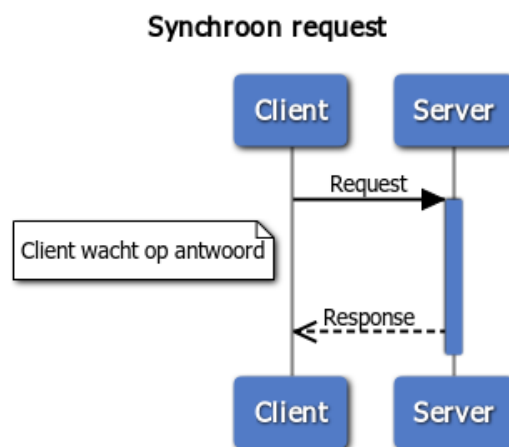 Synchroon request
Client
Server
Request
Client wacht op antwoord
Response
Client
Server